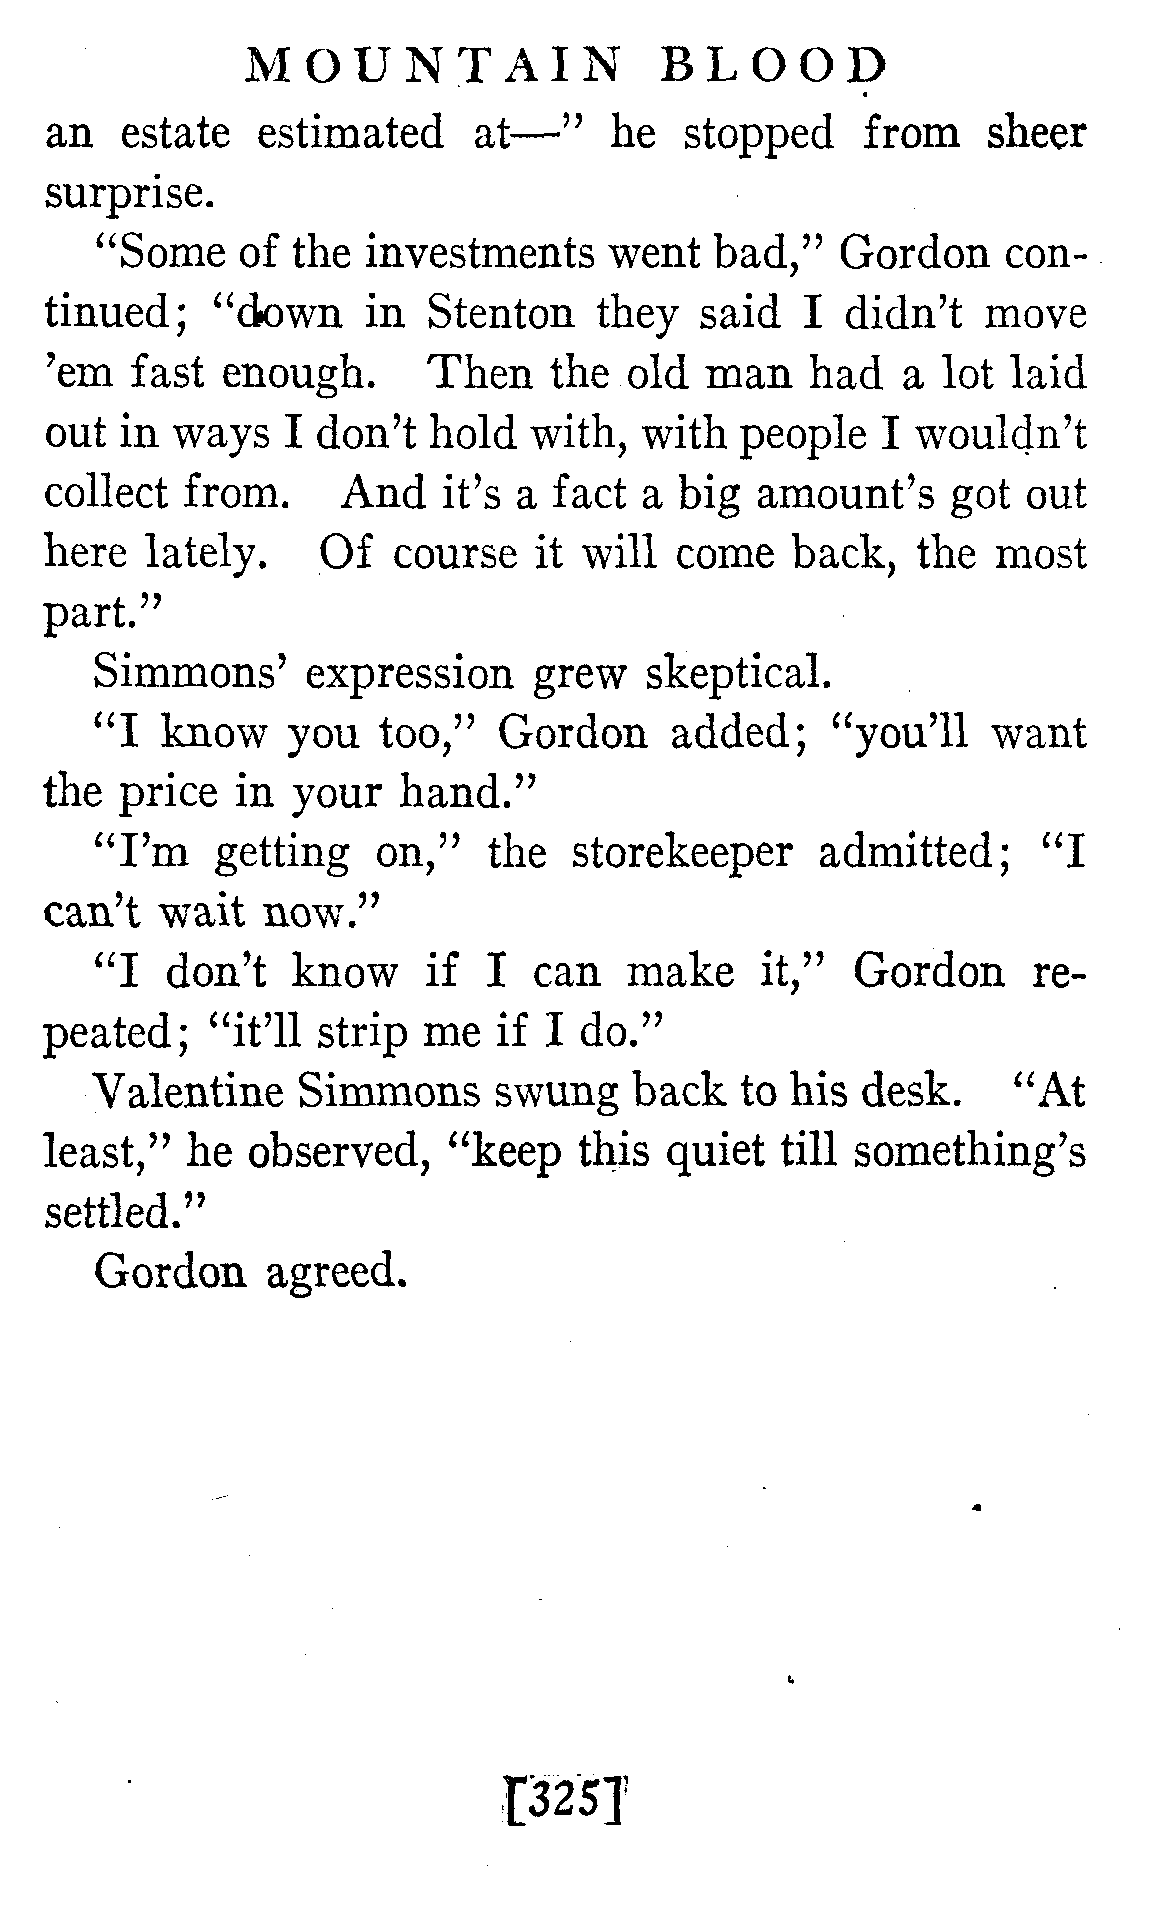 MOUNTAIN BLOOD
an estate estimated at—” he stopped from sheer
surprise.
“Some of the investments went bad,” Gordon con-
tinued; “down in Stenton they said I didn’t move
’em fast enough. Then the old man had a lot laid
out in ways I don’t hold with, with people I wouldn’t
collect from. And it’s a fact a big amount’s got out
here lately. Of course it will come back, the most
part.”
Simmons’ expression grew skeptical.
“I know you too,” Gordon added; “you’ll want
the price in your hand.”
“I’m getting on,” the storekeeper admitted; “I
can’t wait now.”
“I don’t know if I can make it,” Gordon re-
peated; “it’ll strip me if I do.”
Valentine Simmons swung back to his desk. “At
least,” he observed, “keep this quiet till something’s
settled.”
Gordon agreed.
[325]